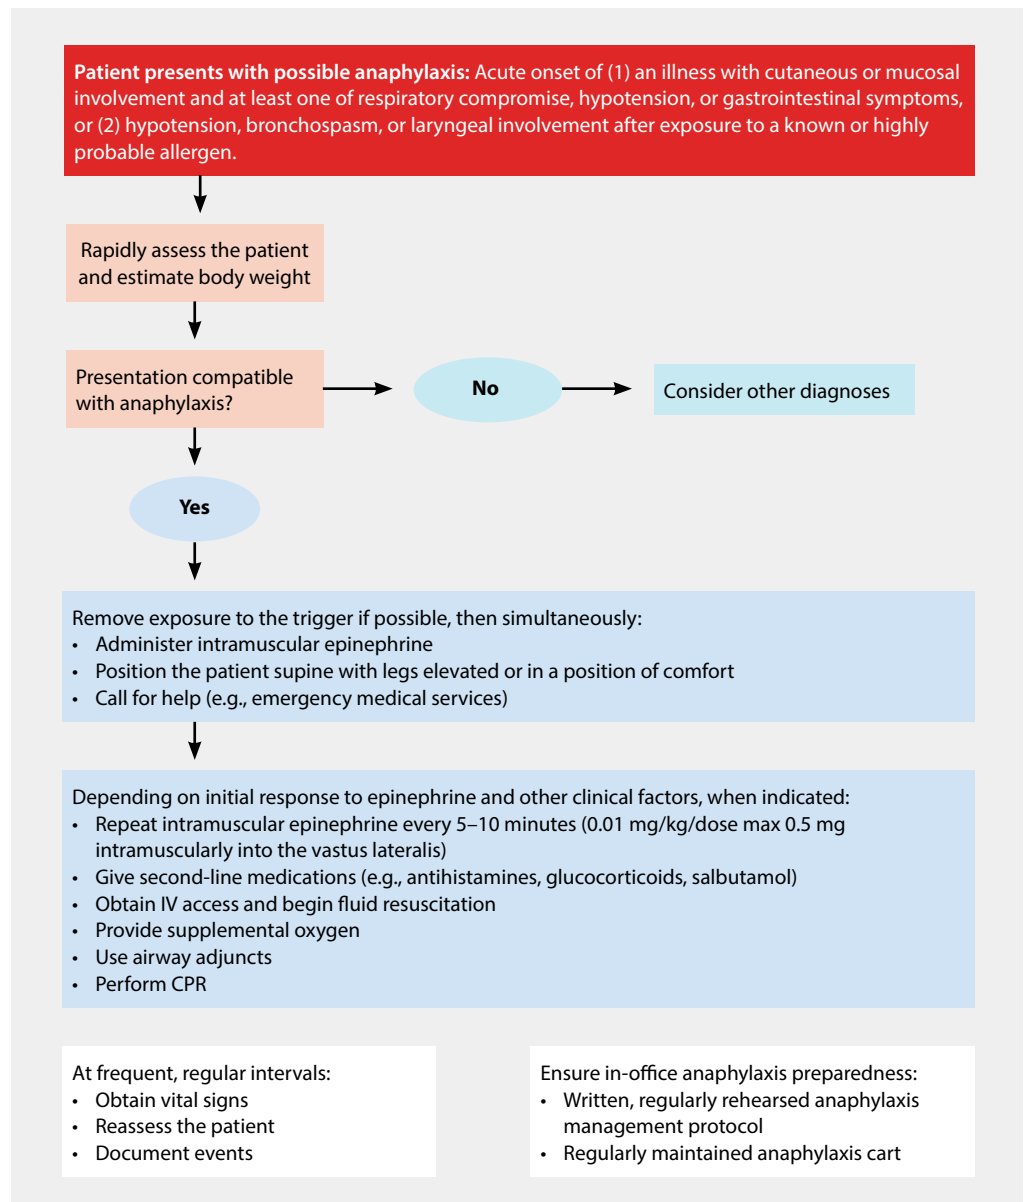 Patient presents with possible anaphylaxis: Acute onset of (1) an illness with cutaneous or mucosal
involvement and at least one of respiratory compromise, hypotension, or gastrointestinal symptoms,
or (2) hypotension, bronchospasm, or laryngeal involvement after exposure to a known or highly
probable allergen.
Rapidly assess the patient
and estimate body weight
Presentation compatible
with anaphylaxis?
No
Consider other diagnoses
Yes
Remove exposure to the trigger if possible, then simultaneously:
• Administer intramuscular epinephrine
• Position the patient supine with legs elevated or in a position of comfort
• Call for help (e.g., emergency medical services)
Depending on initial response to epinephrine and other clinical factors, when indicated:
• Repeat intramuscular epinephrine every 5–10 minutes (0.01 mg/kg/dose max 0.5 mg
intramuscularly into the vastus lateralis)
• Give second-line medications (e.g., antihistamines, glucocorticoids, salbutamol)
• Obtain IV access and begin fluid resuscitation
• Provide supplemental oxygen
• Use airway adjuncts
• Perform CPR
At frequent, regular intervals:
• Obtain vital signs
• Reassess the patient
• Document events
Ensure in-office anaphylaxis preparedness:
• Written, regularly rehearsed anaphylaxis
management protocol
• Regularly maintained anaphylaxis cart